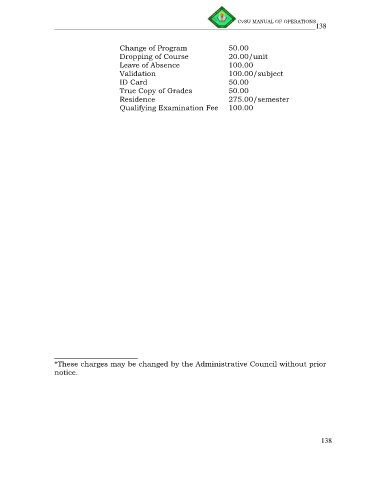 CvSU MANUAL OF OPERATIONS
138
Change of Program 50.00
Dropping of Course 20.00/unit
Leave of Absence 100.00
Validation 100.00/subject
ID Card 50.00
True Copy of Grades 50.00
Residence 275.00/semester
Qualifying Examination Fee 100.00
*These charges may be changed by the Administrative Council without prior
notice.
138